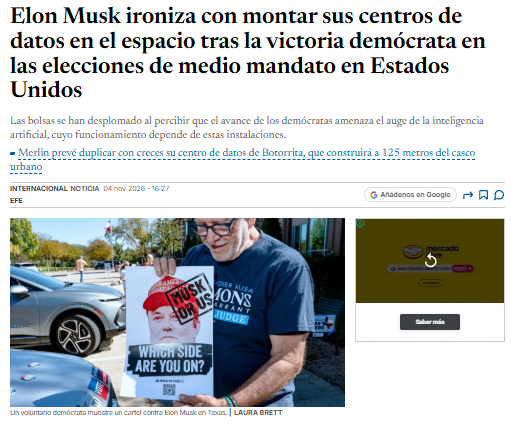 Elon Musk ironiza con montar sus centros de
datos en el espacio tras la victoria demócrata en
las elecciones de medio mandato en Estados
Unidos
Las bolsas se han desplomado al percibir que el avance de los demócratas amenaza el auge de la inteligencia
artificial, cuyo funcionamiento depende de estas instalaciones.
Merlin prevé duplicar con creces su centro de datos de Botorrita, que construirá a 125 metros del casco
urbano
INTERNACIONAL NOTICIA 04 nov 2026 - 16:27
EFE
Añádenos en Google
MUSK
OR US
WHICH SIDE
ARE YOU ON?
MONS
JUDGE
mercado
Saber más
Un voluntario demócrata muestra un cartel contra Elon Musk en Texas. | LAURA BRETT